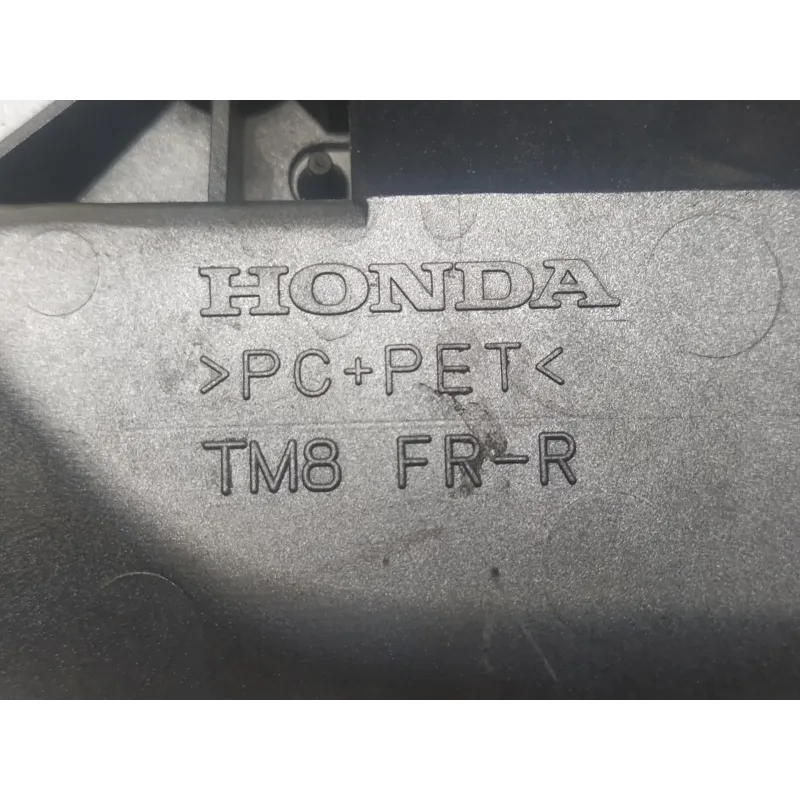 HONDA
>PC+PET<
TM8 FR-R